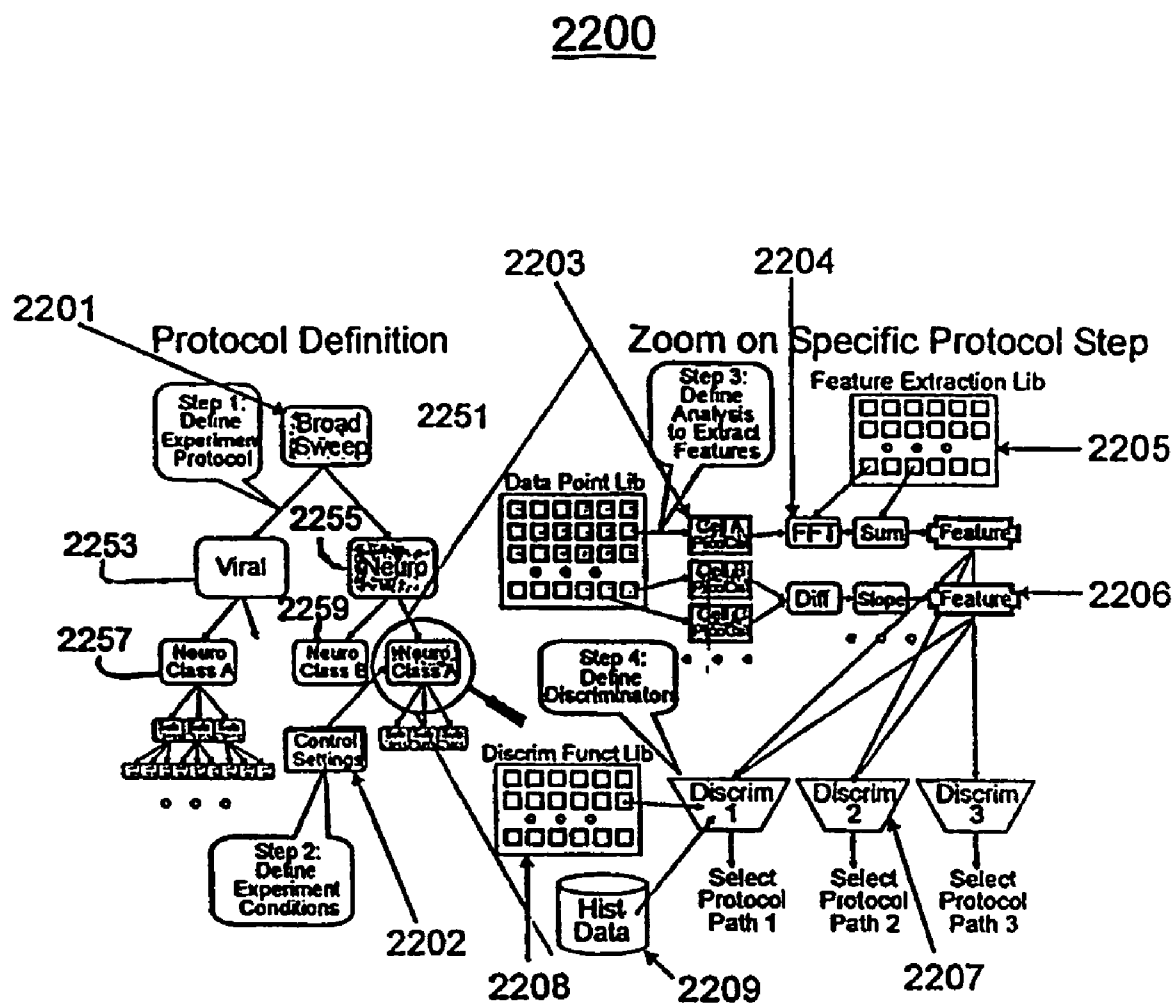 2200
2203
2204
2201
Protocol Definition
Zoom on Specific Protocol Step
Step 1:
Define
Experiment
Protocol
Broad
Sweep
2251
Step 3:
Define
Analysis
to Extract
Features
Feature Extraction Lib
2205
Data Point Lib
2255
2253
Viral
Neuro
Cell A
FFT
Sum
Feature
Cell B
Diff
Slope
Feature
2206
Cell C
2259
2257
Neuro
Class A
Neuro
Class B
Neuro
Class A
Step 4:
Define
Discriminators
Control
Settings
Discrim Funct Lib
Discrim
1
Discrim
2
Discrim
3
Step 2:
Define
Experiment
Conditions
Hist
Data
Select
Protocol
Path 1
Select
Protocol
Path 2
Select
Protocol
Path 3
2202
2208
2209
2207